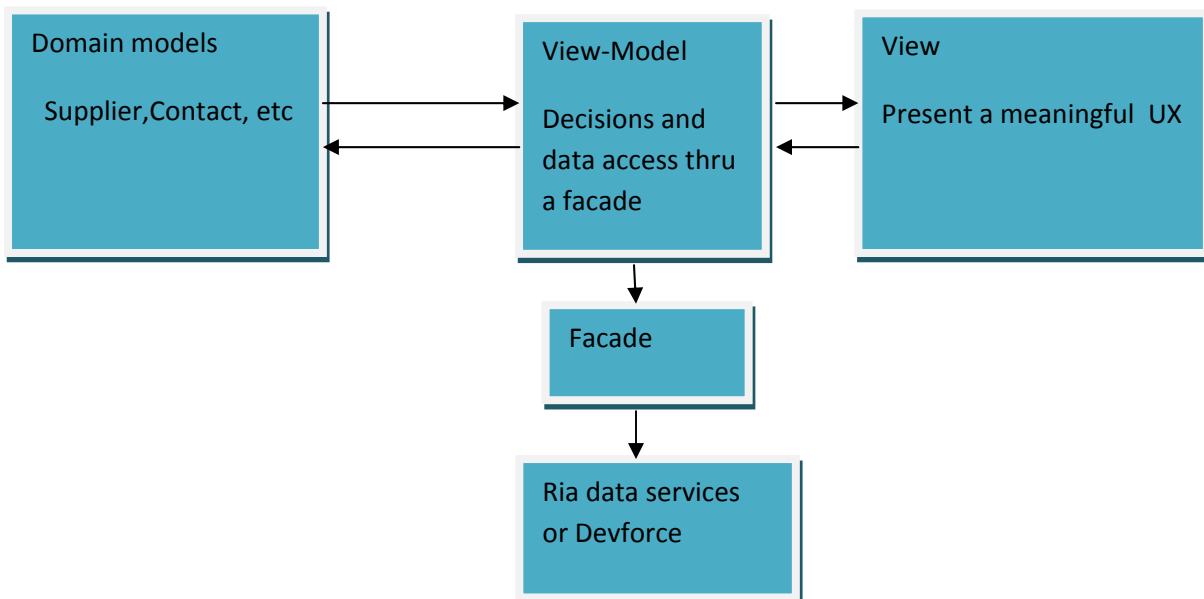 Domain models
Supplier,Contact, etc
View-Model
Decisions and
data access thru
a facade
View
Present a meaningful  UX
Facade
Ria data services
or Devforce